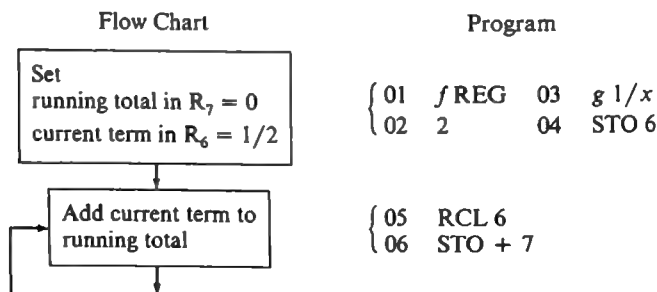 Flow Chart Program
Set
running total in R₇ = 0
current term in R₆ = 1/2
01 f REG 03 g 1/x
02 2 04 STO 6
Add current term to
running total
05 RCL 6
06 STO + 7